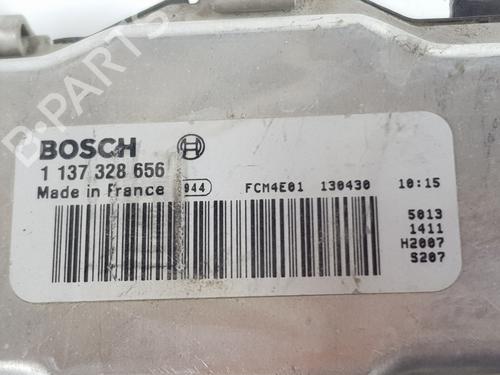 B-PARTS
BOSCH
1 137 328 656
Made in France 944 FCM4E01 130430 10:15
5013
1411
H2007
S207